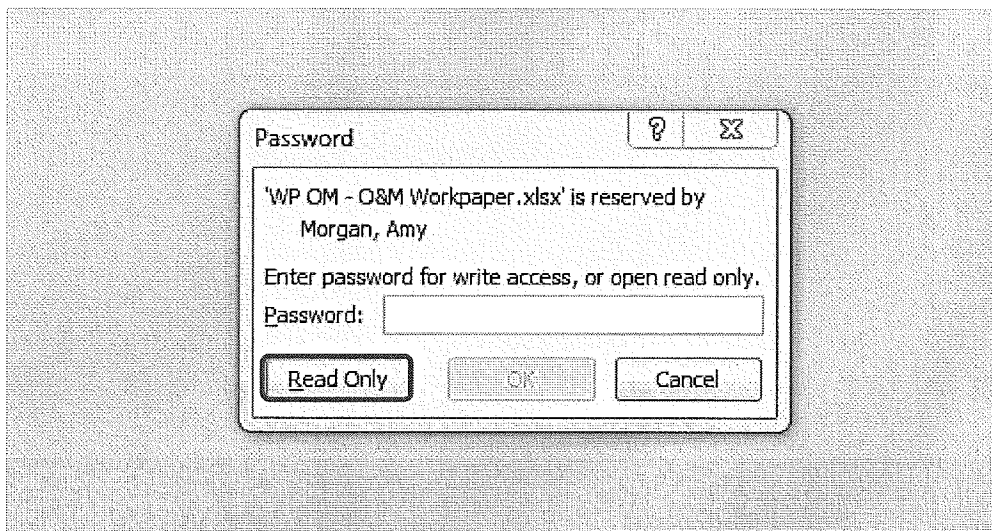 Password
'WP OM - O&M Workpaper.xlsx' is reserved by
Morgan, Amy
Enter password for write access, or open read only.
Password:
Read Only OK Cancel